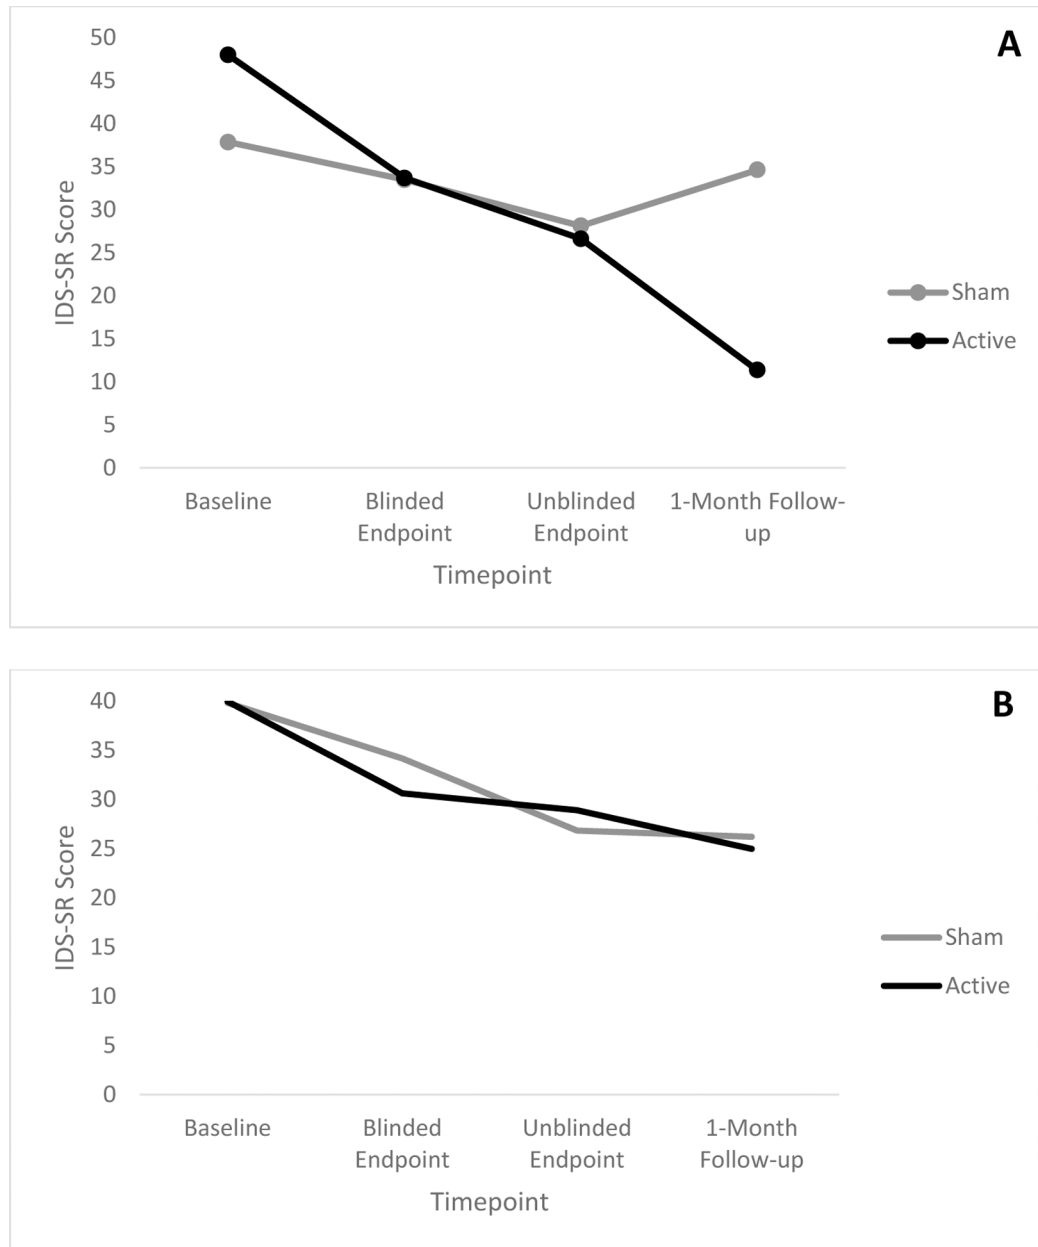 A
50
45
40
35
30
25
20
15
10
5
0
IDS-SR Score
Baseline
Blinded
Endpoint
Unblinded
Endpoint
1-Month Follow-
up
Timepoint
Sham
Active
B
40
35
30
25
20
15
10
5
0
IDS-SR Score
Baseline
Blinded
Endpoint
Unblinded
Endpoint
1-Month
Follow-up
Timepoint
Sham
Active